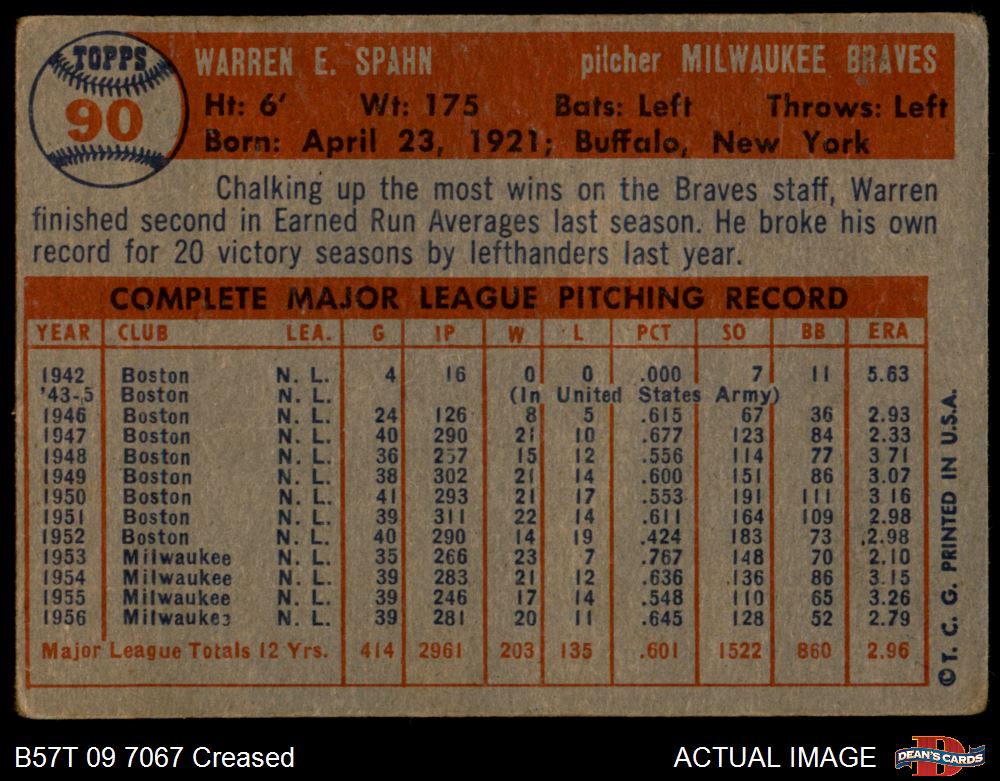 TOPPS
90
WARREN E. SPAHN pitcher MILWAUKEE BRAVES
Ht: 6' Wt: 175 Bats: Left Throws: Left
Born: April 23, 1921; Buffalo, New York
Chalking up the most wins on the Braves staff, Warren
finished second in Earned Run Averages last season. He broke his own
record for 20 victory seasons by lefthanders last year.
COMPLETE MAJOR LEAGUE PITCHING RECORD
YEAR CLUB LEA. G IP W L PCT SO BB ERA
1942 Boston N. L. 4 16 0 0 .000 7 11 5.63
'43-5 Boston N. L. (In United States Army)
1946 Boston N. L. 24 126 8 5 .615 67 36 2.93
1947 Boston N. L. 40 290 21 10 .677 123 84 2.33
1948 Boston N. L. 36 257 15 12 .556 114 77 3.71
1949 Boston N. L. 38 302 21 14 .600 151 86 3.07
1950 Boston N. L. 41 293 21 17 .553 191 111 3.16
1951 Boston N. L. 39 311 22 14 .611 164 109 2.98
1952 Boston N. L. 40 290 14 19 .424 183 73 2.98
1953 Milwaukee N. L. 35 266 23 7 .767 148 70 2.10
1954 Milwaukee N. L. 39 283 21 12 .636 136 86 3.15
1955 Milwaukee N. L. 39 246 17 14 .548 110 65 3.26
1956 Milwaukee N. L. 39 281 20 11 .645 128 52 2.79
Major League Totals 12 Yrs. 414 2961 203 135 .601 1522 860 2.96
© T. C. G. PRINTED IN U.S.A.
B57T 09 7067 Creased
ACTUAL IMAGE
D
DEAN'S CARDS